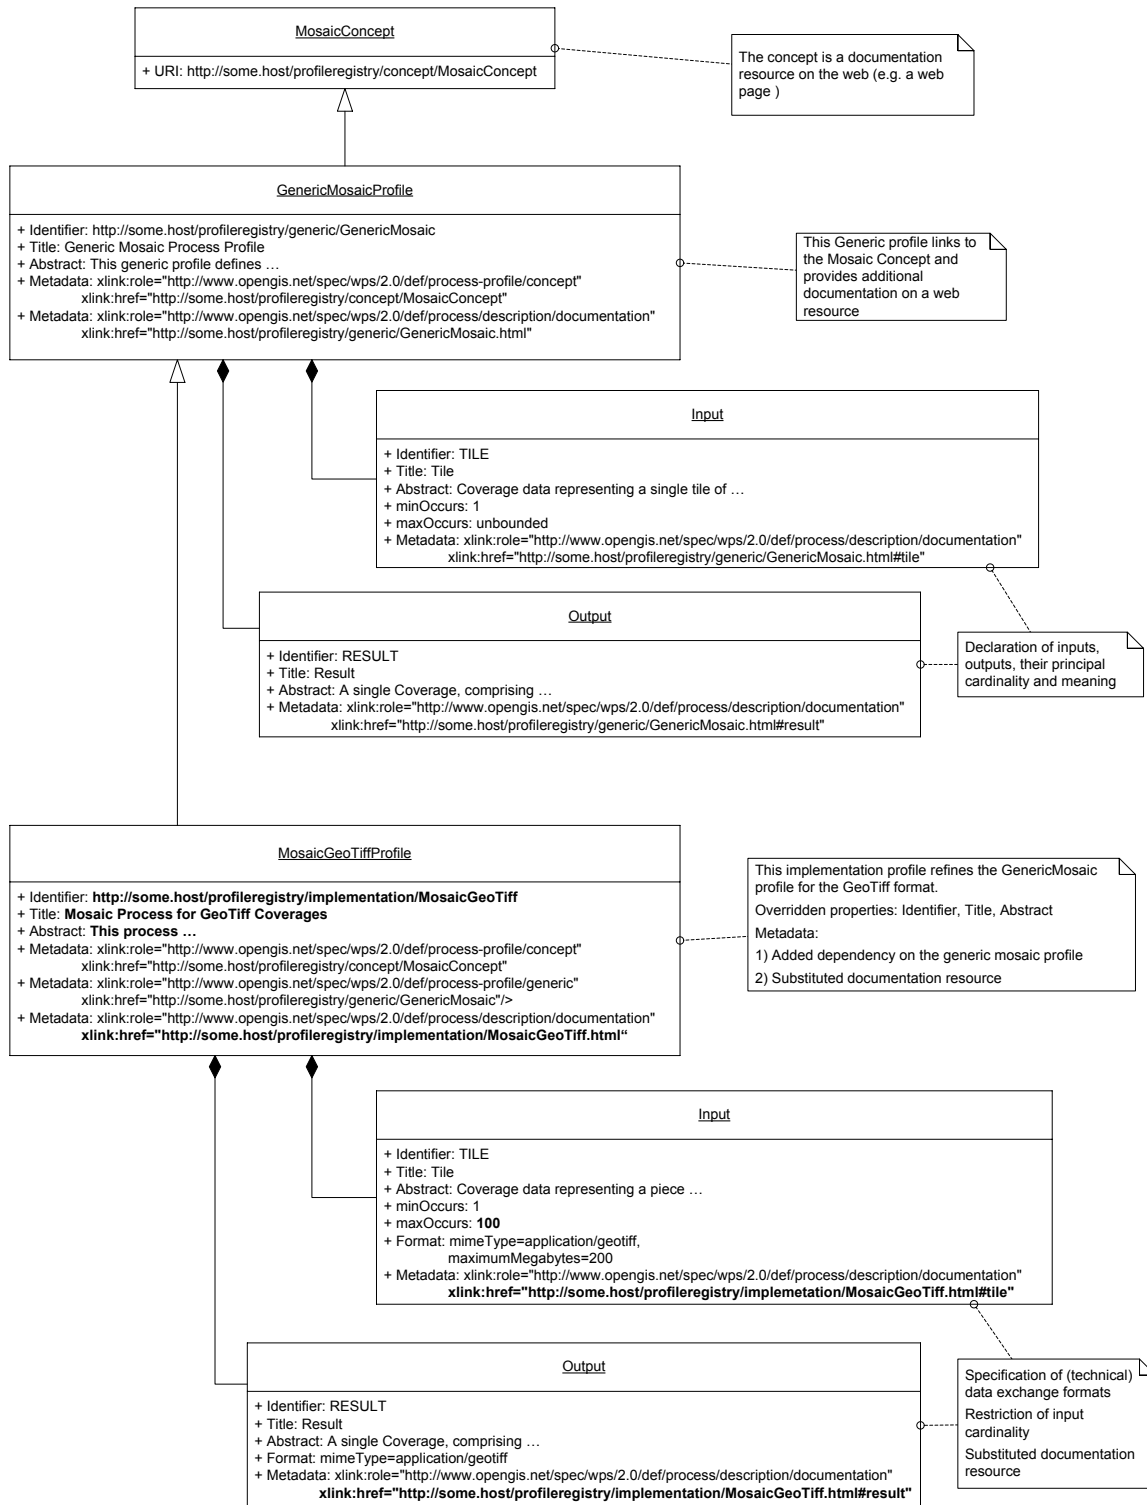 MosaicConcept
+ URI: http://some.host/profileregistry/concept/MosaicConcept
The concept is a documentation
resource on the web (e.g. a web
page )
GenericMosaicProfile
+ Identifier: http://some.host/profileregistry/generic/GenericMosaic
+ Title: Generic Mosaic Process Profile
+ Abstract: This generic profile defines …
+ Metadata: xlink:role="http://www.opengis.net/spec/wps/2.0/def/process-profile/concept"
xlink:href="http://some.host/profileregistry/concept/MosaicConcept"
+ Metadata: xlink:role="http://www.opengis.net/spec/wps/2.0/def/process/description/documentation"
xlink:href="http://some.host/profileregistry/generic/GenericMosaic.html"
This Generic profile links to
the Mosaic Concept and
provides additional
documentation on a web
resource
Input
+ Identifier: TILE
+ Title: Tile
+ Abstract: Coverage data representing a single tile of …
+ minOccurs: 1
+ maxOccurs: unbounded
+ Metadata: xlink:role="http://www.opengis.net/spec/wps/2.0/def/process/description/documentation"
xlink:href="http://some.host/profileregistry/generic/GenericMosaic.html#tile"
Output
+ Identifier: RESULT
+ Title: Result
+ Abstract: A single Coverage, comprising …
+ Metadata: xlink:role="http://www.opengis.net/spec/wps/2.0/def/process/description/documentation"
xlink:href="http://some.host/profileregistry/generic/GenericMosaic.html#result"
Declaration of inputs,
outputs, their principal
cardinality and meaning
MosaicGeoTiffProfile
+ Identifier: http://some.host/profileregistry/implementation/MosaicGeoTiff
+ Title: Mosaic Process for GeoTiff Coverages
+ Abstract: This process …
+ Metadata: xlink:role="http://www.opengis.net/spec/wps/2.0/def/process-profile/concept"
xlink:href="http://some.host/profileregistry/concept/MosaicConcept"
+ Metadata: xlink:role="http://www.opengis.net/spec/wps/2.0/def/process-profile/generic"
xlink:href="http://some.host/profileregistry/generic/GenericMosaic"/>
+ Metadata: xlink:role="http://www.opengis.net/spec/wps/2.0/def/process/description/documentation"
xlink:href="http://some.host/profileregistry/implementation/MosaicGeoTiff.html“
This implementation profile refines the GenericMosaic
profile for the GeoTiff format.
Overridden properties: Identifier, Title, Abstract
Metadata:
1) Added dependency on the generic mosaic profile
2) Substituted documentation resource
Input
+ Identifier: TILE
+ Title: Tile
+ Abstract: Coverage data representing a piece …
+ minOccurs: 1
+ maxOccurs: 100
+ Format: mimeType=application/geotiff,
maximumMegabytes=200
+ Metadata: xlink:role="http://www.opengis.net/spec/wps/2.0/def/process/description/documentation"
xlink:href="http://some.host/profileregistry/implemetation/MosaicGeoTiff.html#tile"
Output
+ Identifier: RESULT
+ Title: Result
+ Abstract: A single Coverage, comprising …
+ Format: mimeType=application/geotiff
+ Metadata: xlink:role="http://www.opengis.net/spec/wps/2.0/def/process/description/documentation"
xlink:href="http://some.host/profileregistry/implementation/MosaicGeoTiff.html#result"
Specification of (technical)
data exchange formats
Restriction of input
cardinality
Substituted documentation
resource